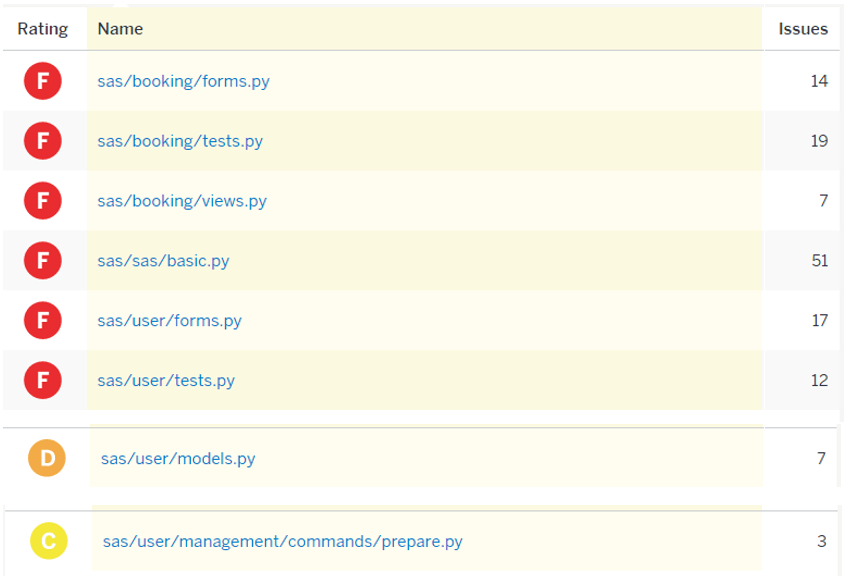 Rating Name Issues
F sas/booking/forms.py 14
F sas/booking/tests.py 19
F sas/booking/views.py 7
F sas/sas/basic.py 51
F sas/user/forms.py 17
F sas/user/tests.py 12
D sas/user/models.py 7
C sas/user/management/commands/prepare.py 3